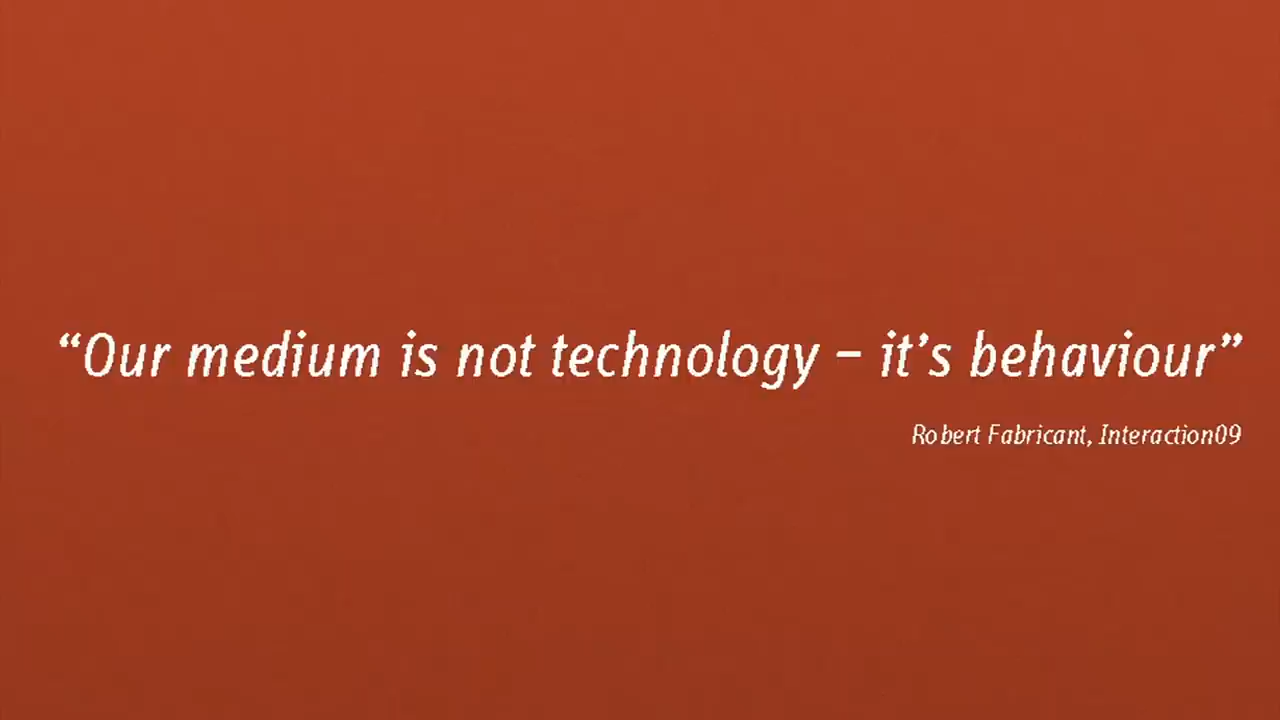 “Our medium is not technology – it’s behaviour”
Robert Fabricant, Interaction09